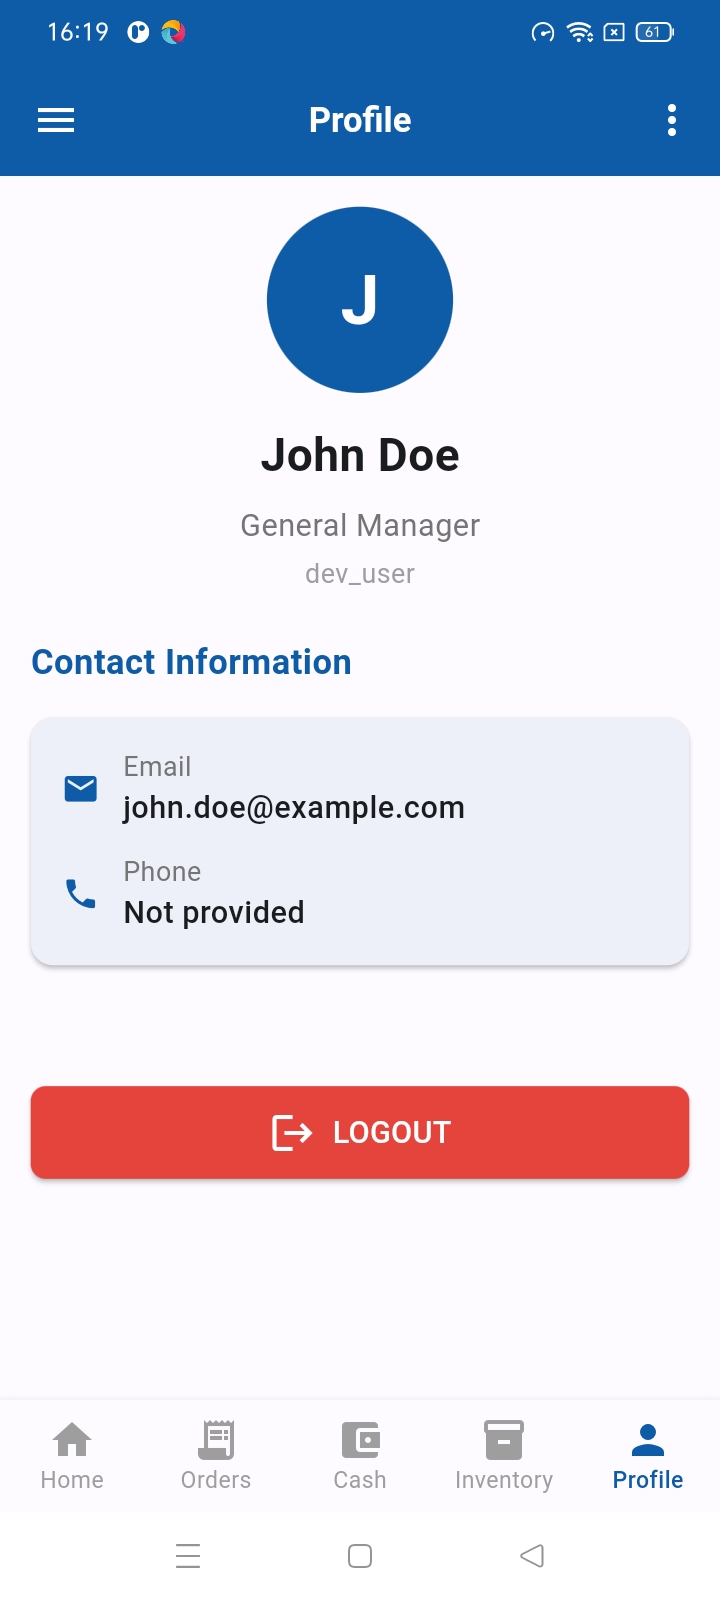 16:19
61
Profile
J
John Doe
General Manager
dev_user
Contact Information
Email
john.doe@example.com
Phone
Not provided
LOGOUT
Home
Orders
Cash
Inventory
Profile